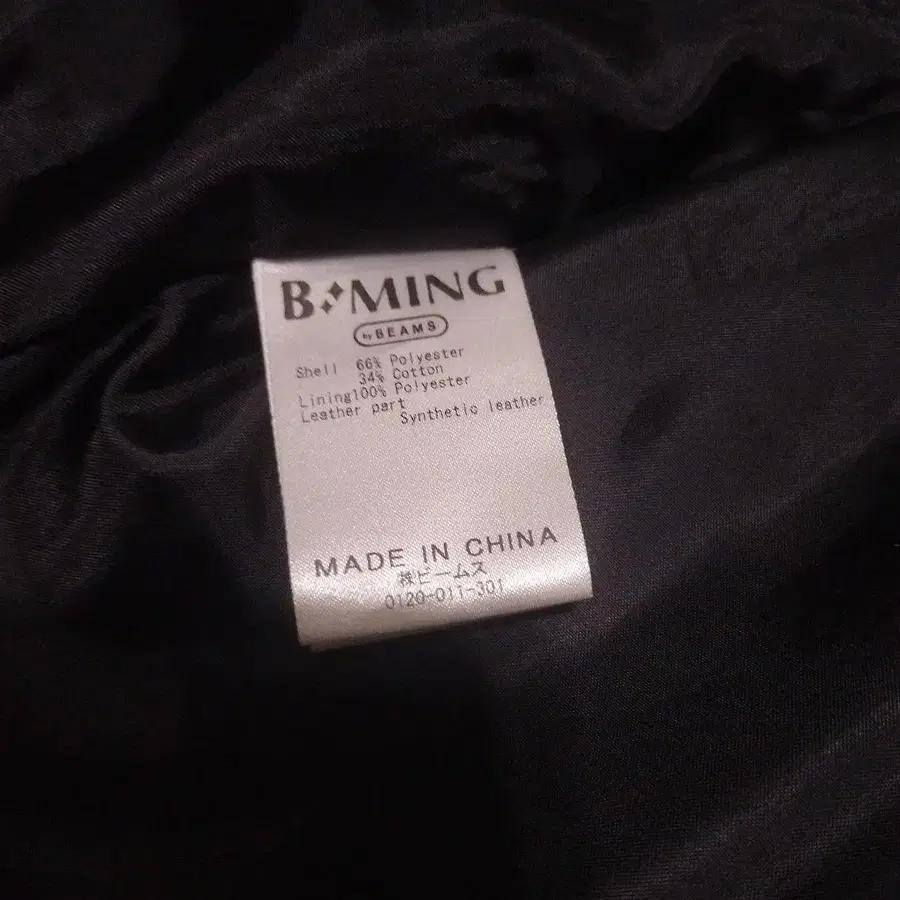 B MING
by BEAMS
Shell 66% Polyester
34% Cotton
Lining100% Polyester
Leather part
Synthetic leather
MADE IN CHINA
㈱ビームス
0120-011-301